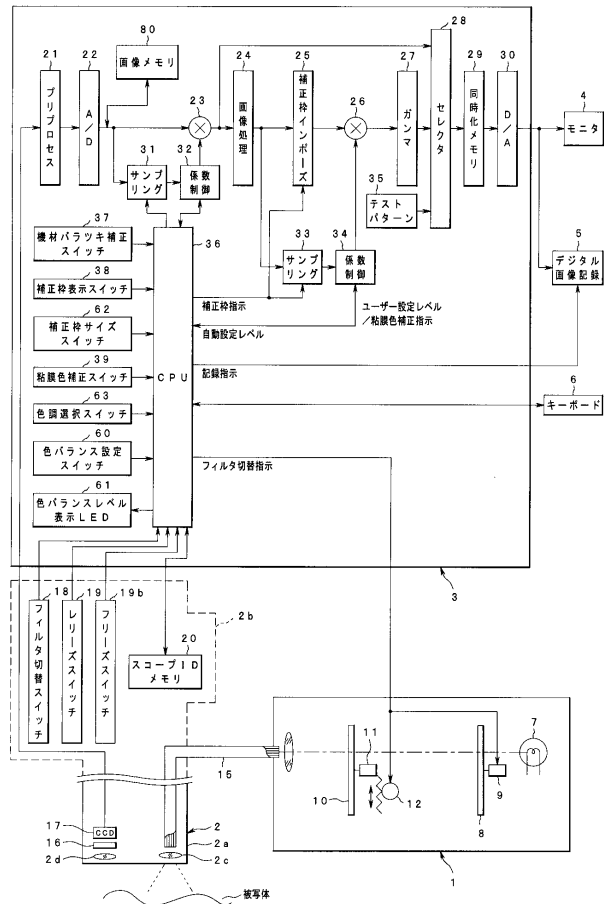 21
プリプロセス
22
A/D
80
画像メモリ
23
24
画像処理
25
補正枠インポーズ
26
27
ガンマ
28
セレクタ
29
同時化メモリ
30
D/A
4
モニタ
31
サンプリング
32
係数制御
33
サンプリング
34
係数制御
35
テストパターン
5
デジタル画像記録
36
CPU
37
機材バラツキ補正スイッチ
38
補正枠表示スイッチ
62
補正枠サイズスイッチ
39
粘膜色補正スイッチ
63
色調選択スイッチ
60
色バランス設定スイッチ
61
色バランスレベル表示LED
補正枠指示
自動設定レベル
ユーザー設定レベル
/粘膜色補正指示
記録指示
6
キーボード
フィルタ切替指示
3
18
フィルタ切替スイッチ
19
レリーズスイッチ
19b
フリーズスイッチ
2b
20
スコープIDメモリ
15
17
CCD
16
2d
2
2a
2c
被写体
7
8
9
10
11
12
1